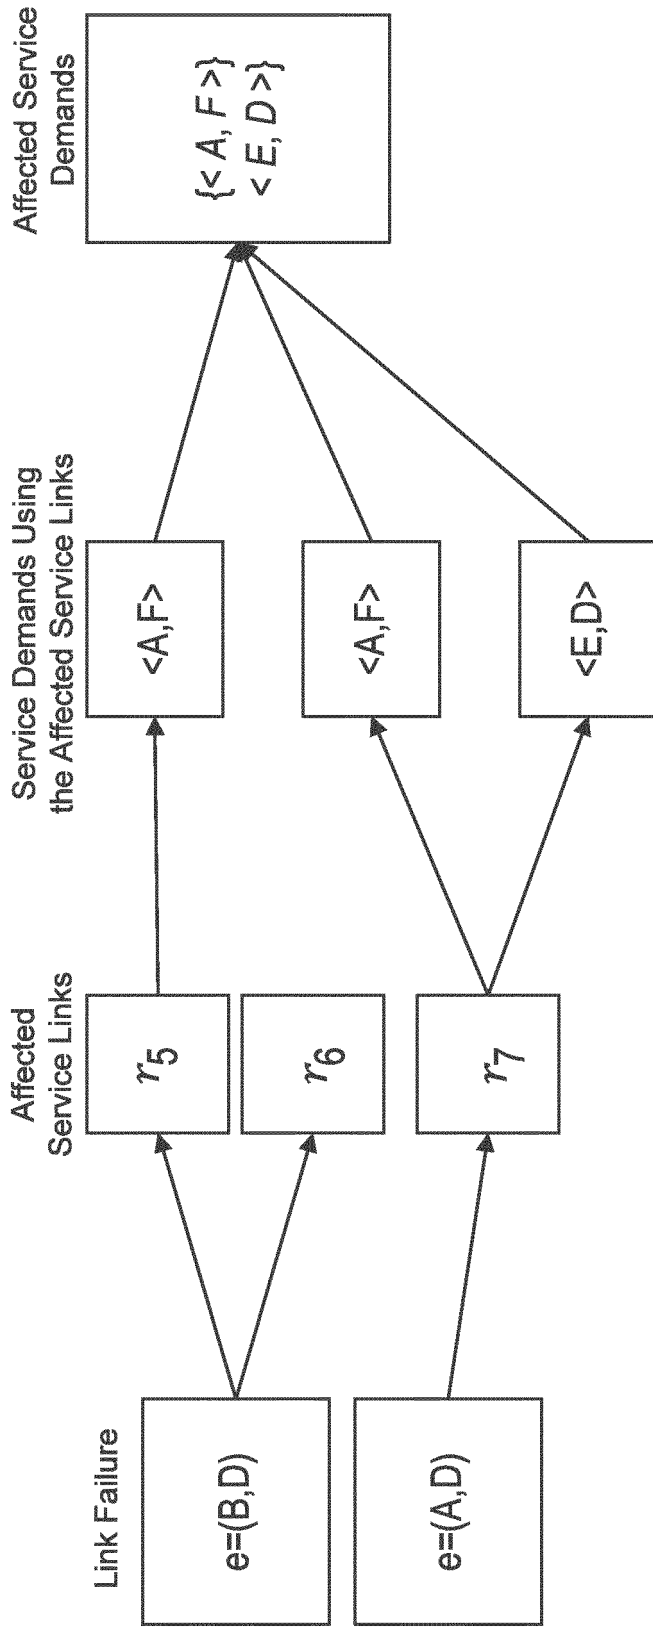 Link Failure
e=(B,D)
e=(A,D)
Affected
Service Links
r5
r6
r7
Service Demands Using
the Affected Service Links
<A,F>
<A,F>
<E,D>
Affected Service
Demands
{< A, F >}
< E, D >}